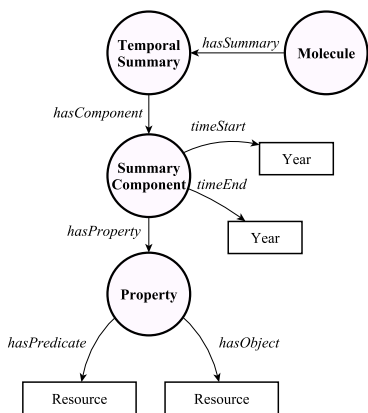 Temporal
Summary
hasSummary
Molecule
hasComponent
timeStart
Year
Summary
Component
timeEnd
Year
hasProperty
Property
hasPredicate
hasObject
Resource
Resource